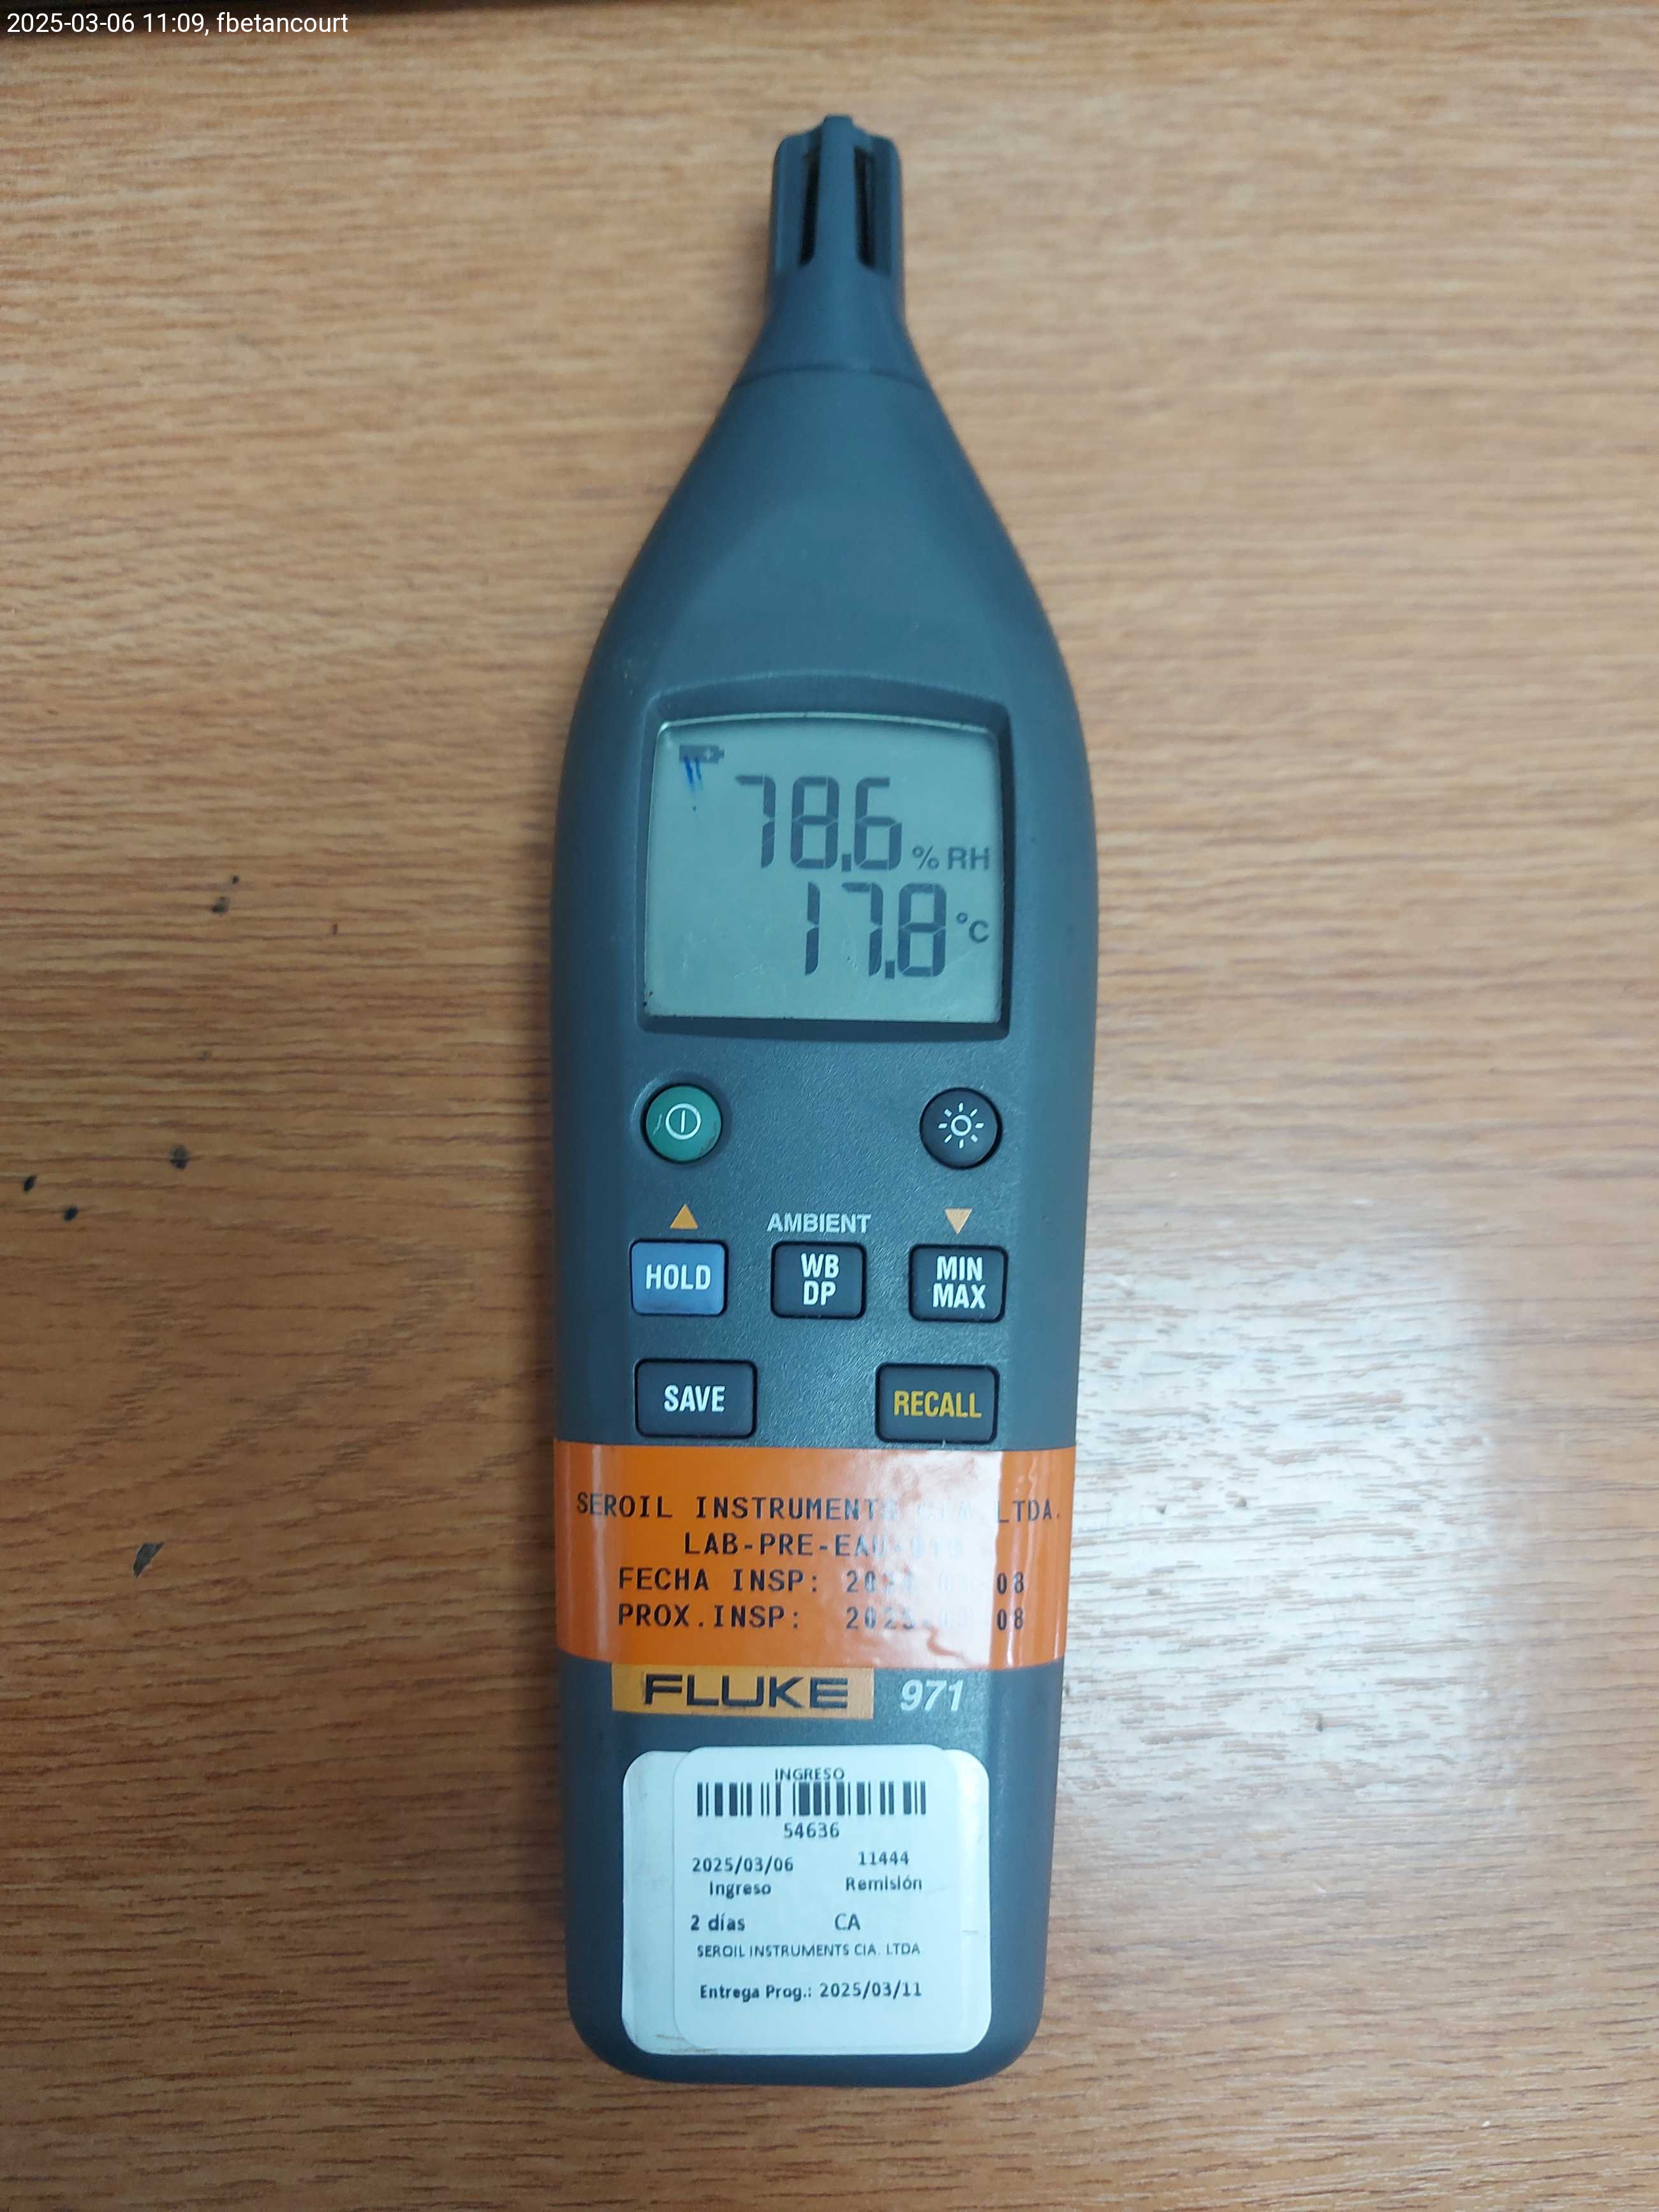 2025-03-06 11:09, fbetancourt
78.6 % RH
17.8 °C
AMBIENT
HOLD
WB
DP
MIN
MAX
SAVE
RECALL
SEROIL INSTRUMENTS CIA LTDA.
FECHA INSP: 08
PROX.INSP: 08
FLUKE 971
INGRESO
54636
2025/03/06 11444
Ingreso Remisión
2 días CA
SEROIL INSTRUMENTS CIA. LTDA
Entrega Prog.: 2025/03/11